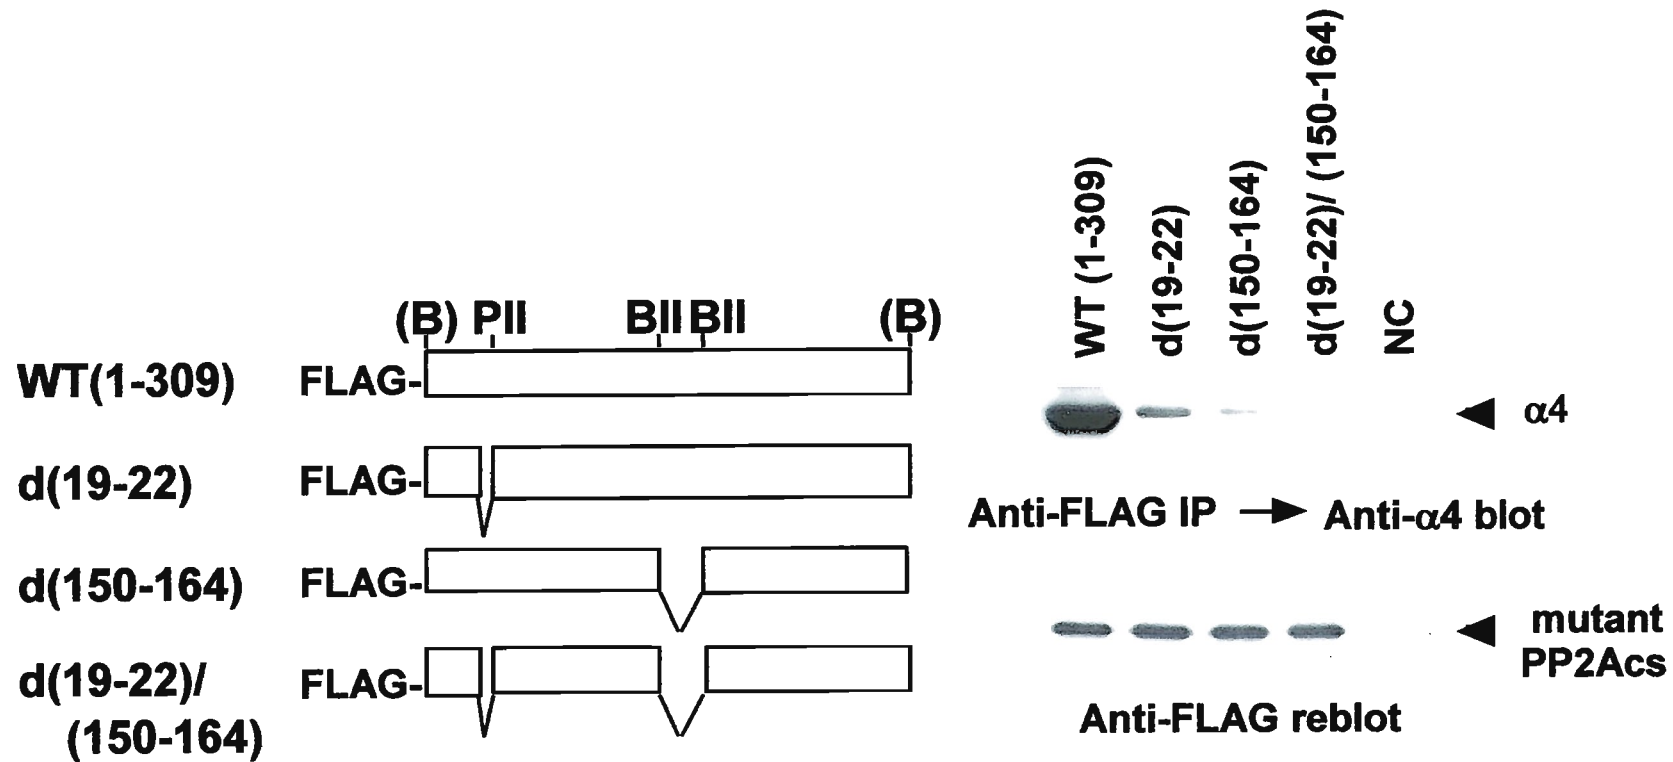 (B) PII BII BII (B)
WT(1-309) FLAG-
d(19-22) FLAG-
d(150-164) FLAG-
d(19-22)/ FLAG-
(150-164)
WT (1-309)
d(19-22)
d(150-164)
d(19-22)/ (150-164)
NC
α4
Anti-FLAG IP → Anti-α4 blot
mutant
PP2Acs
Anti-FLAG reblot